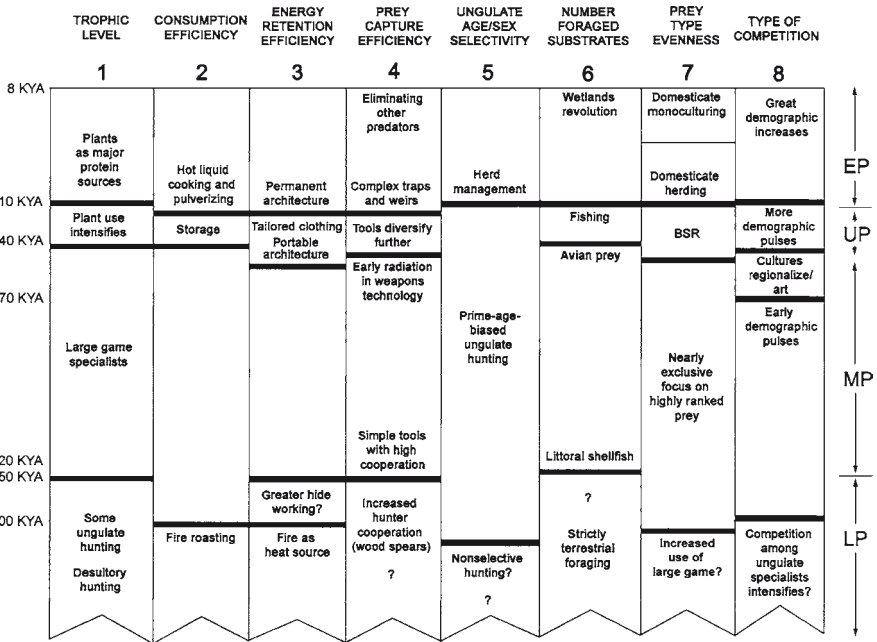 TROPHIC
LEVEL
CONSUMPTION
EFFICIENCY
ENERGY
RETENTION
EFFICIENCY
PREY
CAPTURE
EFFICIENCY
UNGULATE
AGE/SEX
SELECTIVITY
NUMBER
FORAGED
SUBSTRATES
PREY
TYPE
EVENNESS
TYPE OF
COMPETITION
1
2
3
4
5
6
7
8
8 KYA
10 KYA
40 KYA
70 KYA
20 KYA
50 KYA
00 KYA
Plants
as major
protein
sources
Plant use
intensifies
Large game
specialists
Some
ungulate
hunting
Desultory
hunting
Hot liquid
cooking and
pulverizing
Storage
Fire roasting
Permanent
architecture
Tailored clothing
Portable
architecture
Greater hide
working?
Fire as
heat source
Eliminating
other
predators
Complex traps
and weirs
Tools diversify
further
Early radiation
in weapons
technology
Simple tools
with high
cooperation
Increased
hunter
cooperation
(wood spears)
?
Herd
management
Prime-age-
biased
ungulate
hunting
Nonselective
hunting?
?
Wetlands
revolution
Fishing
Avian prey
Littoral shellfish
?
Strictly
terrestrial
foraging
Domesticate
monoculturing
Domesticate
herding
BSR
Nearly
exclusive
focus on
highly ranked
prey
Increased
use of
large game?
Great
demographic
increases
More
demographic
pulses
Cultures
regionalize/
art
Early
demographic
pulses
Competition
among
ungulate
specialists
intensifies?
EP
UP
MP
LP